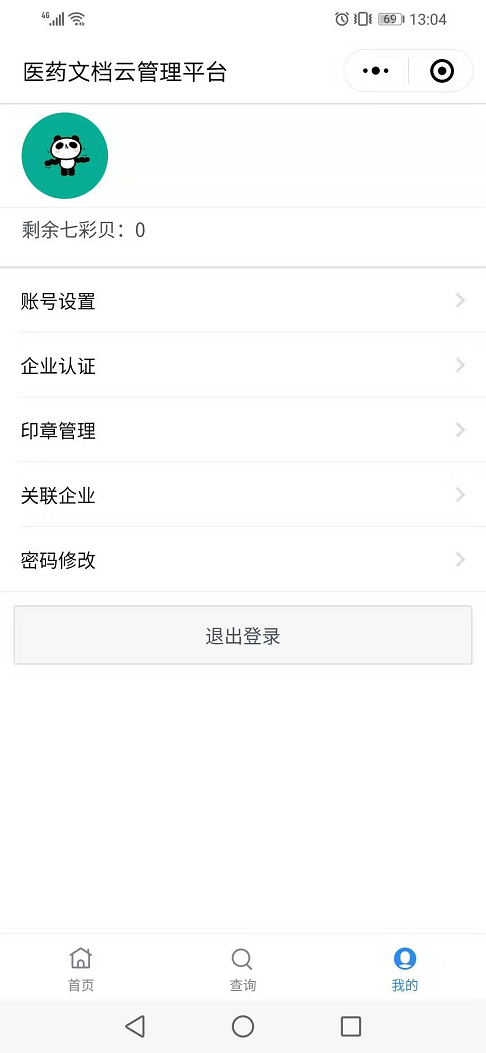 4G 69 13:04
医药文档云管理平台
剩余七彩贝：0
账号设置
企业认证
印章管理
关联企业
密码修改
退出登录
首页 查询 我的